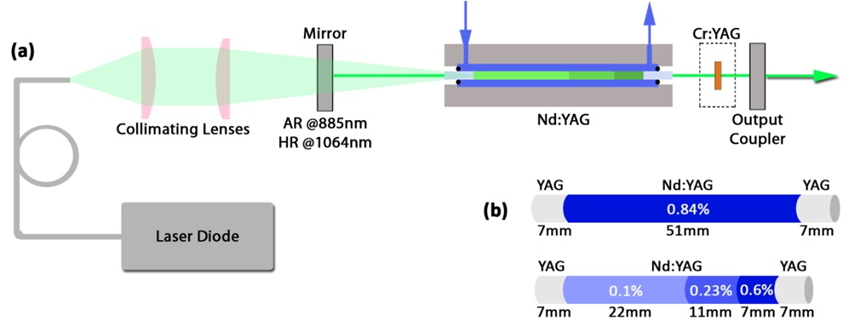 (a)
Mirror
Cr:YAG
Collimating Lenses
AR @885nm
HR @1064nm
Nd:YAG
Output
Coupler
Laser Diode
(b)
YAG Nd:YAG YAG
0.84%
7mm 51mm 7mm
YAG Nd:YAG YAG
0.1% 0.23% 0.6%
7mm 22mm 11mm 7mm 7mm